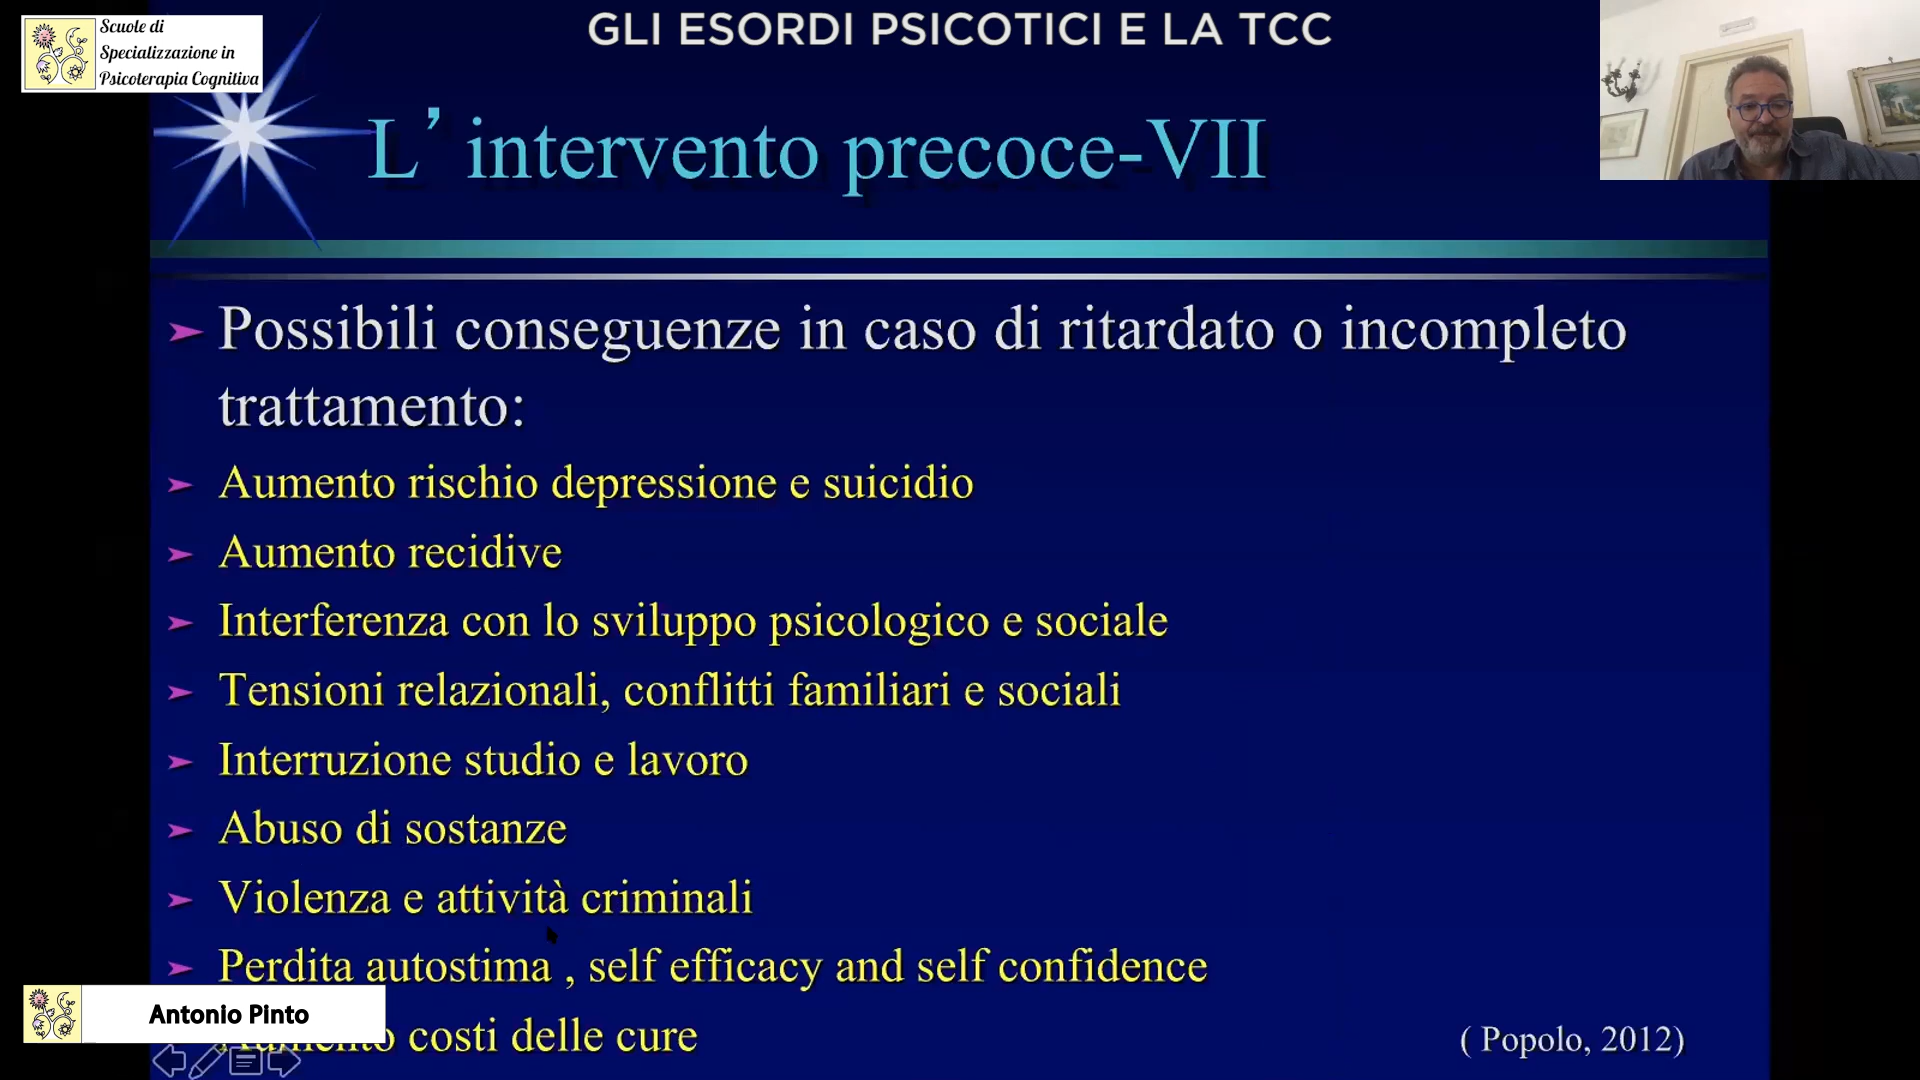 Scuole di
Specializzazione in
Psicoterapia Cognitiva
GLI ESORDI PSICOTICI E LA TCC
L’intervento precoce-VII
Possibili conseguenze in caso di ritardato o incompleto
trattamento:
Aumento rischio depressione e suicidio
Aumento recidive
Interferenza con lo sviluppo psicologico e sociale
Tensioni relazionali, conflitti familiari e sociali
Interruzione studio e lavoro
Abuso di sostanze
Violenza e attività criminali
Perdita autostima , self efficacy and self confidence
Aumento costi delle cure
( Popolo, 2012)
Antonio Pinto